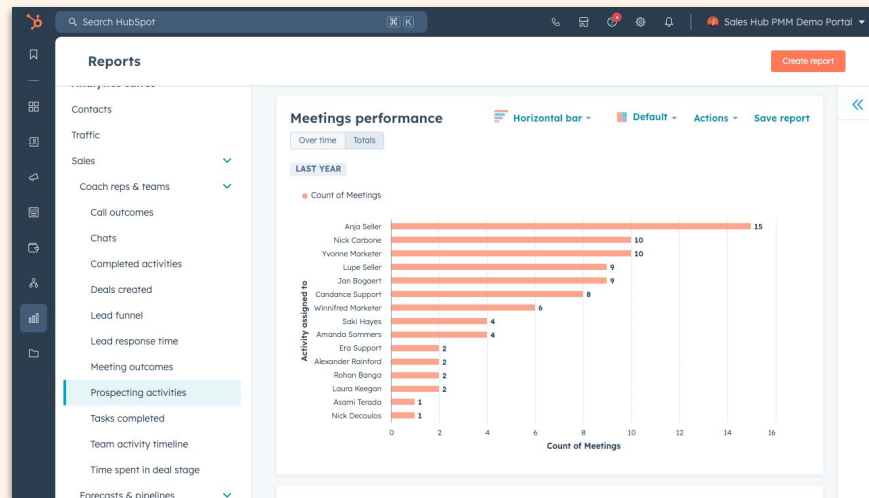 Search HubSpot
⌘ K
Sales Hub PMM Demo Portal
Reports
Create report
Contacts
Traffic
Sales
Coach reps & teams
Call outcomes
Chats
Completed activities
Deals created
Lead funnel
Lead response time
Meeting outcomes
Prospecting activities
Tasks completed
Team activity timeline
Time spent in deal stage
Forecasts & pipelines
Meetings performance
Horizontal bar
Default
Actions
Save report
Over time
Totals
LAST YEAR
Count of Meetings
Activity assigned to
Anja Seller 15
Nick Carbone 10
Yvonne Marketer 10
Lupe Seller 9
Jan Bogaert 9
Candance Support 8
Winnifred Marketer 6
Saki Hayes 4
Amanda Sommers 4
Era Support 2
Alexander Rainford 2
Rohan Banga 2
Laura Keegan 2
Asami Terada 1
Nick Decoulos 1
0 2 4 6 8 10 12 14 16
Count of Meetings